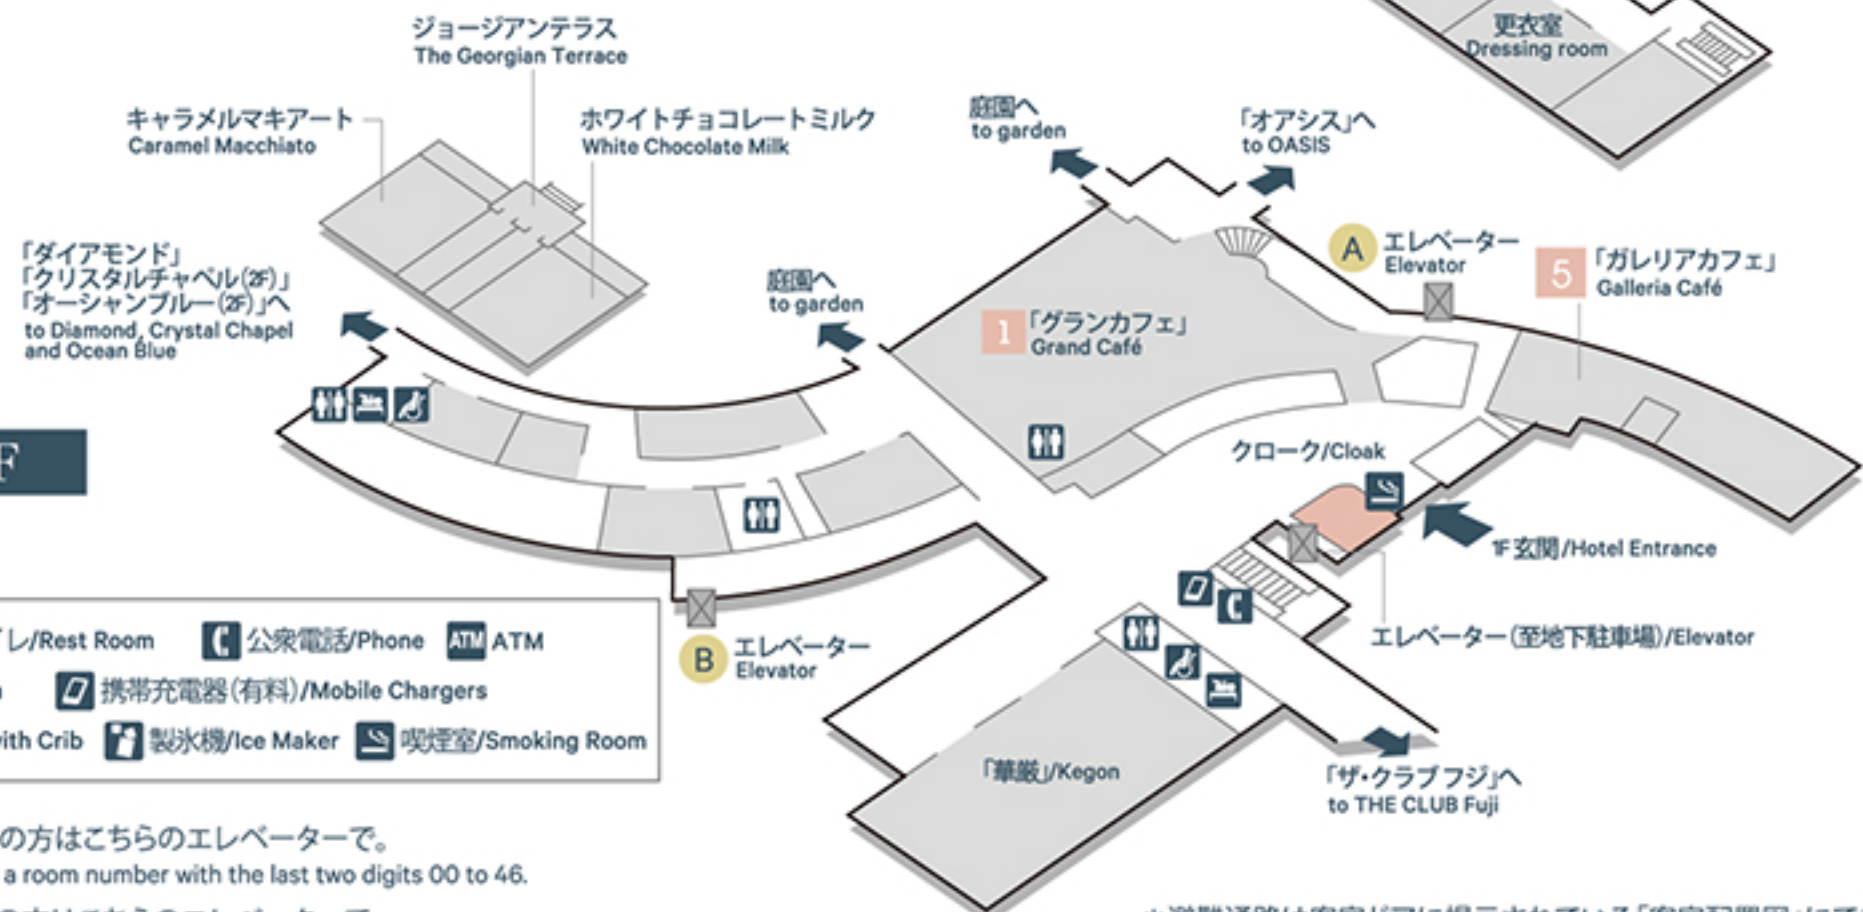 ジョージアンテラス
The Georgian Terrace
キャラメルマキアート
Caramel Macchiato
ホワイトチョコレートミルク
White Chocolate Milk
更衣室
Dressing room
庭園へ
to garden
「オアシス」へ
to OASIS
「ダイアモンド」
「クリスタルチャペル(2F)」
「オーシャンブルー(2F)」へ
to Diamond, Crystal Chapel
and Ocean Blue
庭園へ
to garden
A エレベーター
Elevator
5 「ガレリアカフェ」
Galleria Café
1 「グランカフェ」
Grand Café
クローク/Cloak
F
1F 玄関/Hotel Entrance
エレベーター(至地下駐車場)/Elevator
B エレベーター
Elevator
レ/Rest Room 公衆電話/Phone ATM ATM
携帯充電器(有料)/Mobile Chargers
with Crib 製氷機/Ice Maker 喫煙室/Smoking Room
「華厳」/Kegon
「ザ・クラブ フジ」へ
to THE CLUB Fuji
の方はこちらのエレベーターで。
a room number with the last two digits 00 to 46.